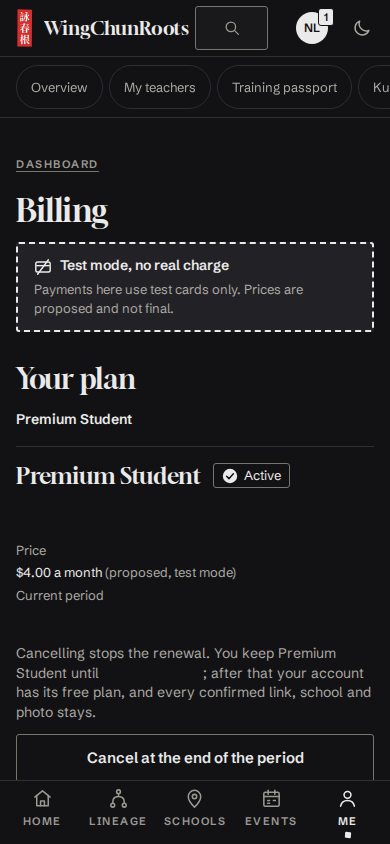 詠春根
WingChunRoots
NL
1
Overview
My teachers
Training passport
Ku
DASHBOARD
Billing
Test mode, no real charge
Payments here use test cards only. Prices are
proposed and not final.
Your plan
Premium Student
Premium Student
Active
Price
$4.00 a month (proposed, test mode)
Current period
Cancelling stops the renewal. You keep Premium
Student until ; after that your account
has its free plan, and every confirmed link, school and
photo stays.
Cancel at the end of the period
HOME
LINEAGE
SCHOOLS
EVENTS
ME